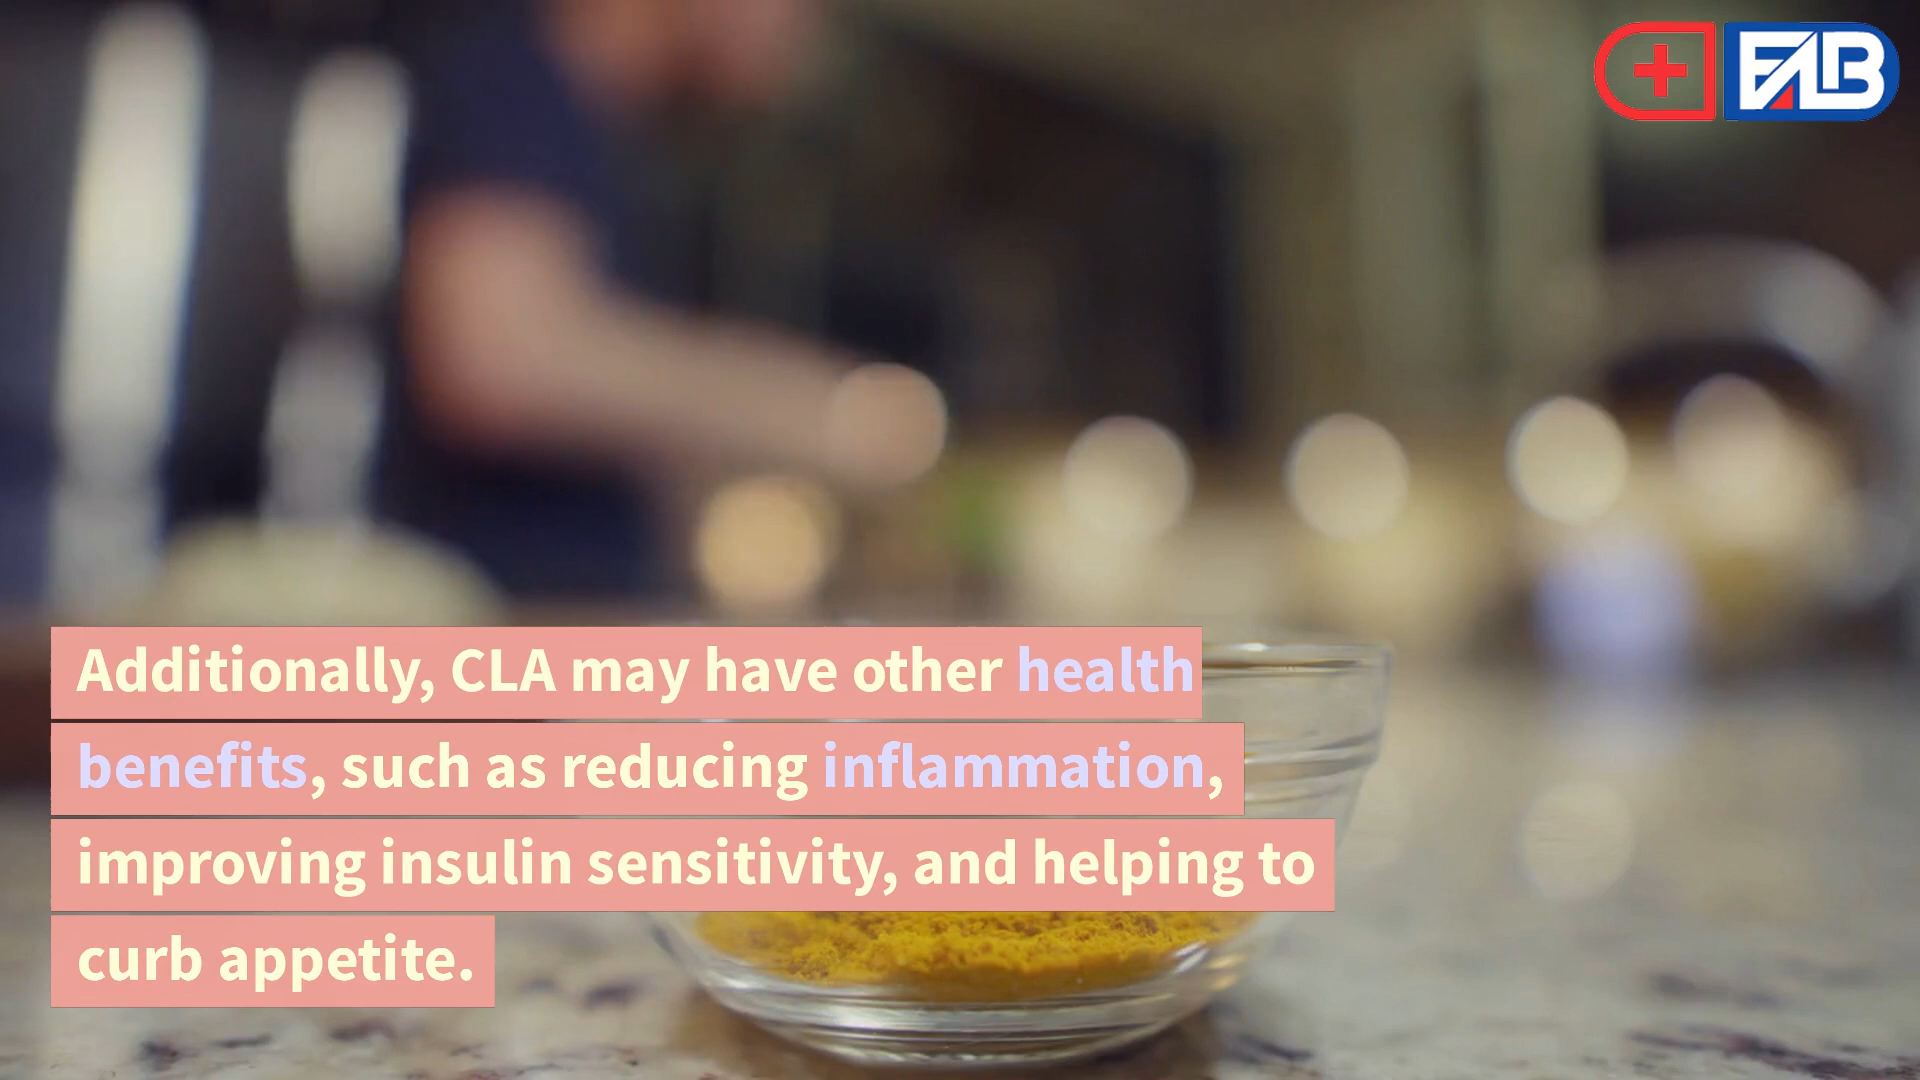 FALB
Additionally, CLA may have other health
benefits, such as reducing inflammation,
improving insulin sensitivity, and helping to
curb appetite.